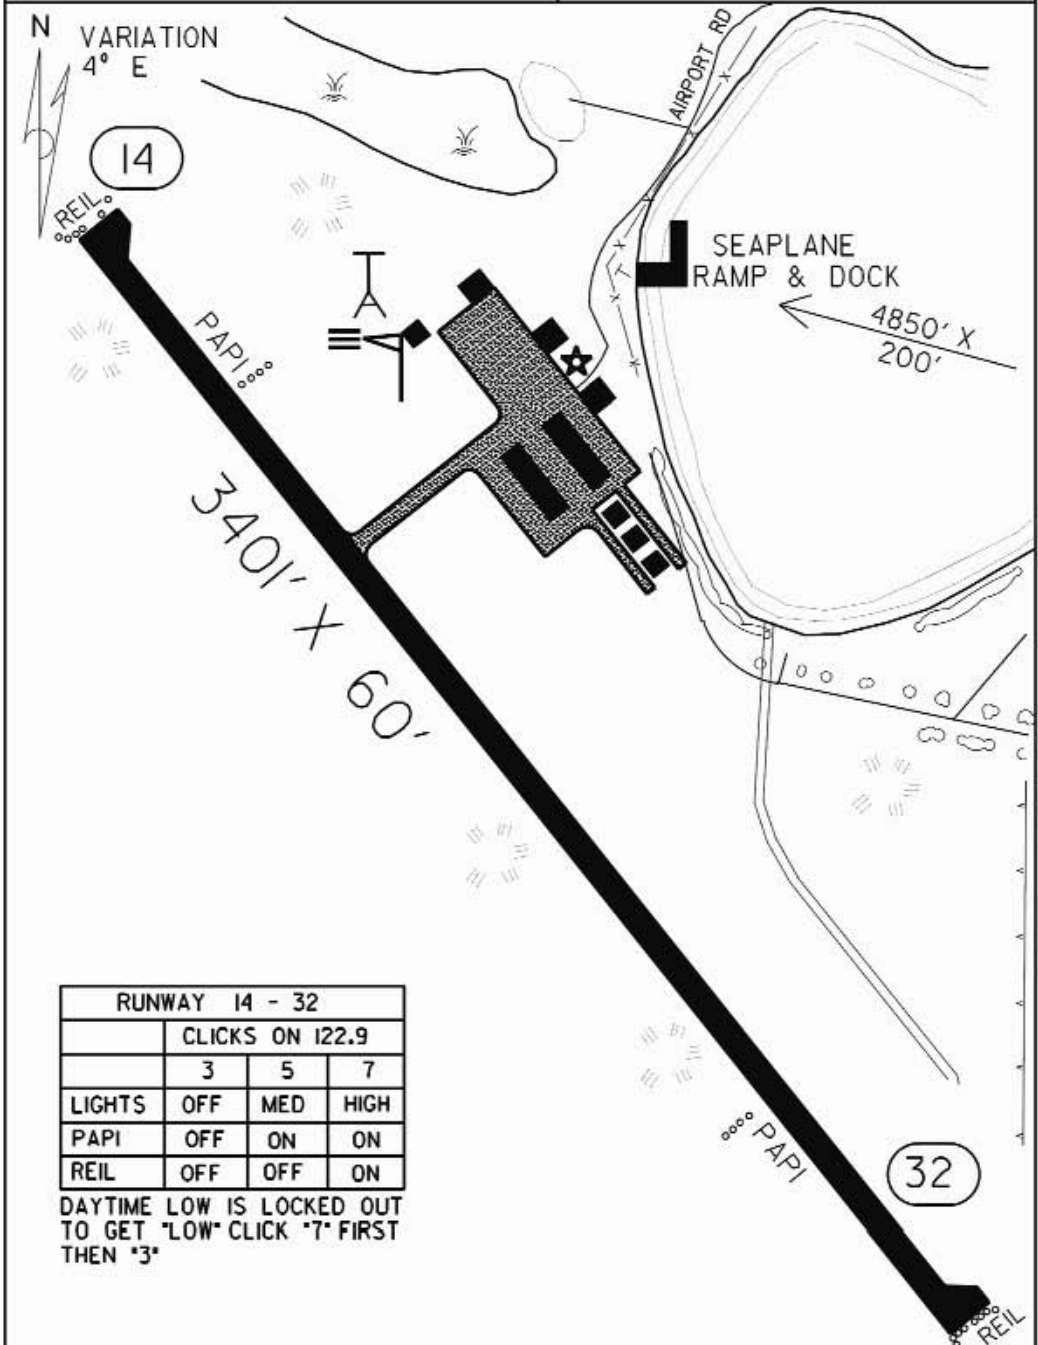 N
VARIATION
4° E
14
REIL
AIRPORT RD
SEAPLANE
RAMP & DOCK
4850' X
200'
PAPI
3401' X 60'
T
RUNWAY 14 - 32
CLICKS ON 122.9
3 5 7
LIGHTS OFF MED HIGH
PAPI OFF ON ON
REIL OFF OFF ON
DAYTIME LOW IS LOCKED OUT
TO GET "LOW" CLICK "7" FIRST
THEN "3"
PAPI
32
REIL